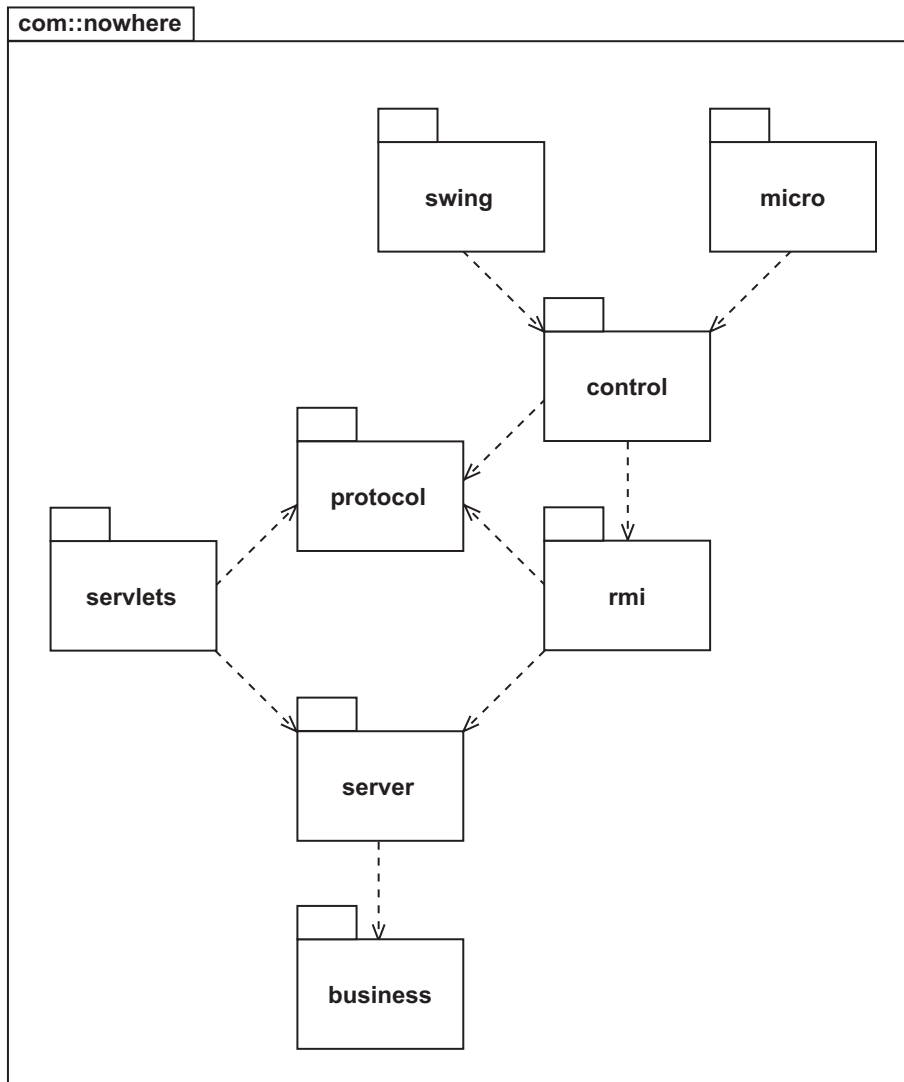 com::nowhere
swing
micro
control
protocol
servlets
rmi
server
business